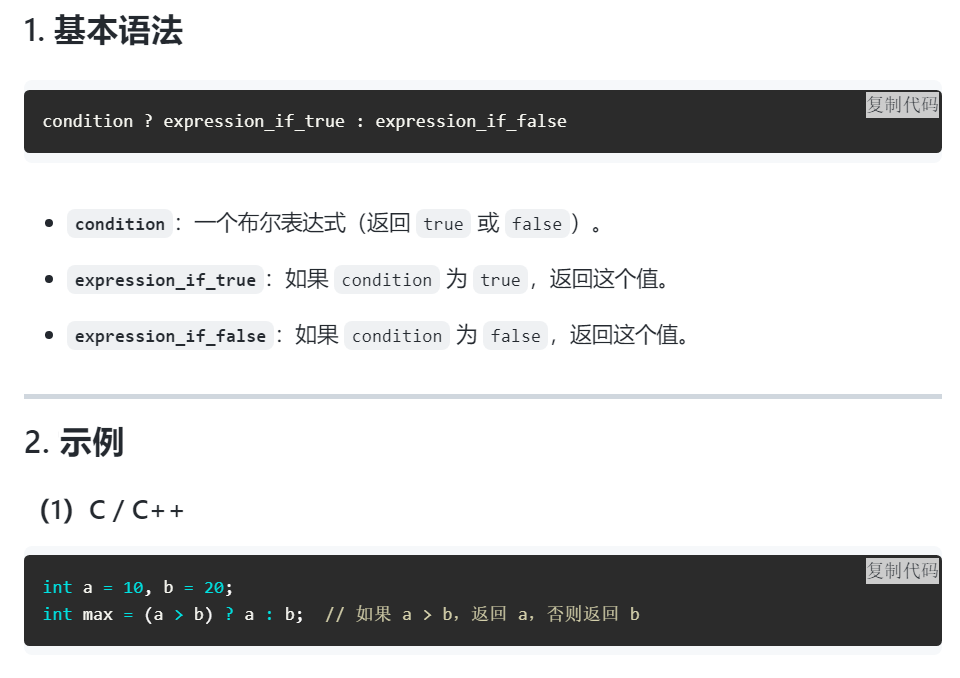 1. 基本语法
复制代码
condition ? expression_if_true : expression_if_false
condition：一个布尔表达式（返回 true 或 false）。
expression_if_true：如果 condition 为 true，返回这个值。
expression_if_false：如果 condition 为 false，返回这个值。
2. 示例
（1）C / C++
复制代码
int a = 10, b = 20;
int max = (a > b) ? a : b;  // 如果 a > b，返回 a，否则返回 b